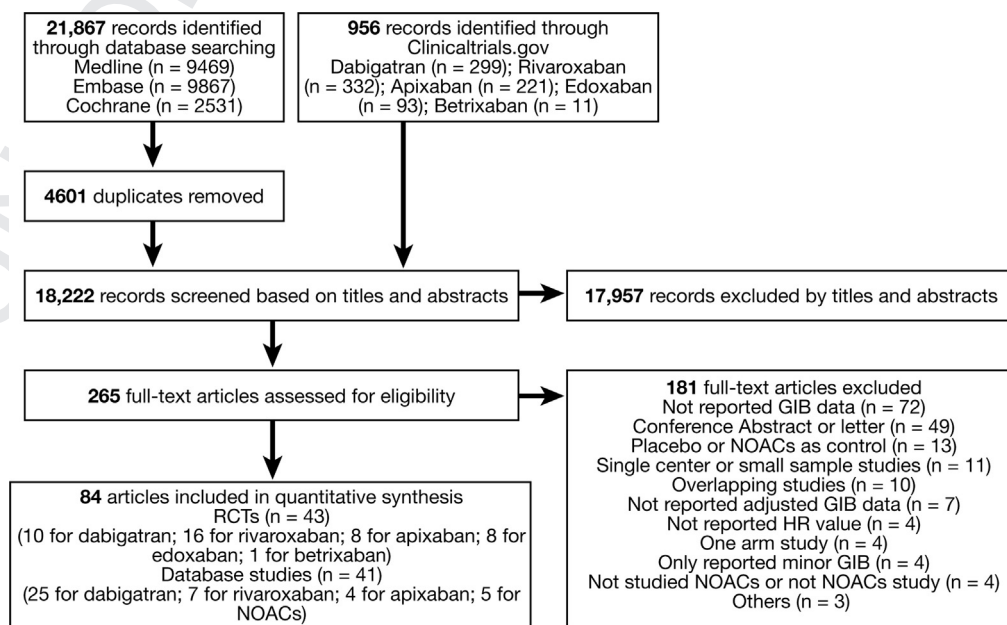 21,867 records identified
through database searching
Medline (n = 9469)
Embase (n = 9867)
Cochrane (n = 2531)
956 records identified through
Clinicaltrials.gov
Dabigatran (n = 299); Rivaroxaban
(n = 332); Apixaban (n = 221); Edoxaban
(n = 93); Betrixaban (n = 11)
4601 duplicates removed
18,222 records screened based on titles and abstracts
17,957 records excluded by titles and abstracts
265 full-text articles assessed for eligibility
181 full-text articles excluded
Not reported GIB data (n = 72)
Conference Abstract or letter (n = 49)
Placebo or NOACs as control (n = 13)
Single center or small sample studies (n = 11)
Overlapping studies (n = 10)
Not reported adjusted GIB data (n = 7)
Not reported HR value (n = 4)
One arm study (n = 4)
Only reported minor GIB (n = 4)
Not studied NOACs or not NOACs study (n = 4)
Others (n = 3)
84 articles included in quantitative synthesis
RCTs (n = 43)
(10 for dabigatran; 16 for rivaroxaban; 8 for apixaban; 8 for
edoxaban; 1 for betrixaban)
Database studies (n = 41)
(25 for dabigatran; 7 for rivaroxaban; 4 for apixaban; 5 for
NOACs)